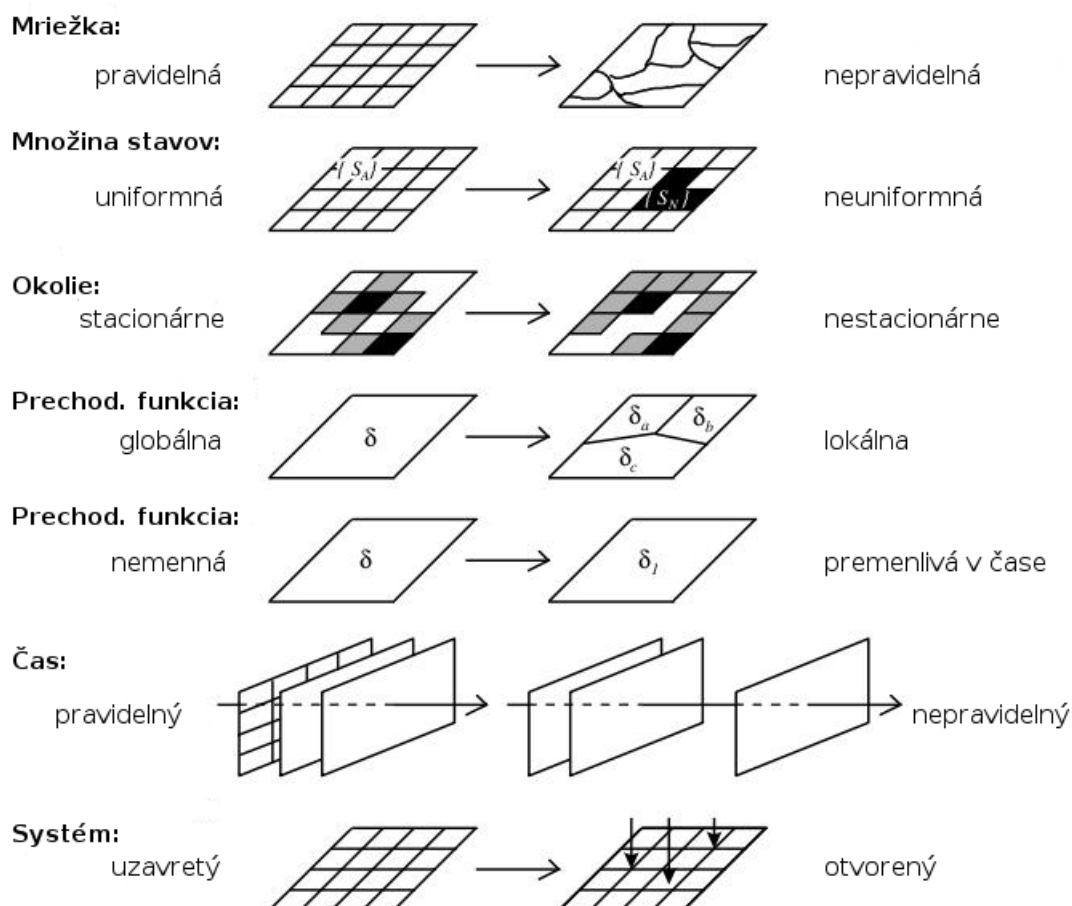 Mriežka:
pravidelná
nepravidelná
Množina stavov:
{ S_A}
{ S_A}
uniformná
{ S_N}
neuniformná
Okolie:
stacionárne
nestacionárne
Prechod. funkcia:
globálna
δ
δ_a
δ_b
δ_c
lokálna
Prechod. funkcia:
nemenná
δ
δ_1
premenlivá v čase
Čas:
pravidelný
nepravidelný
Systém:
uzavretý
otvorený